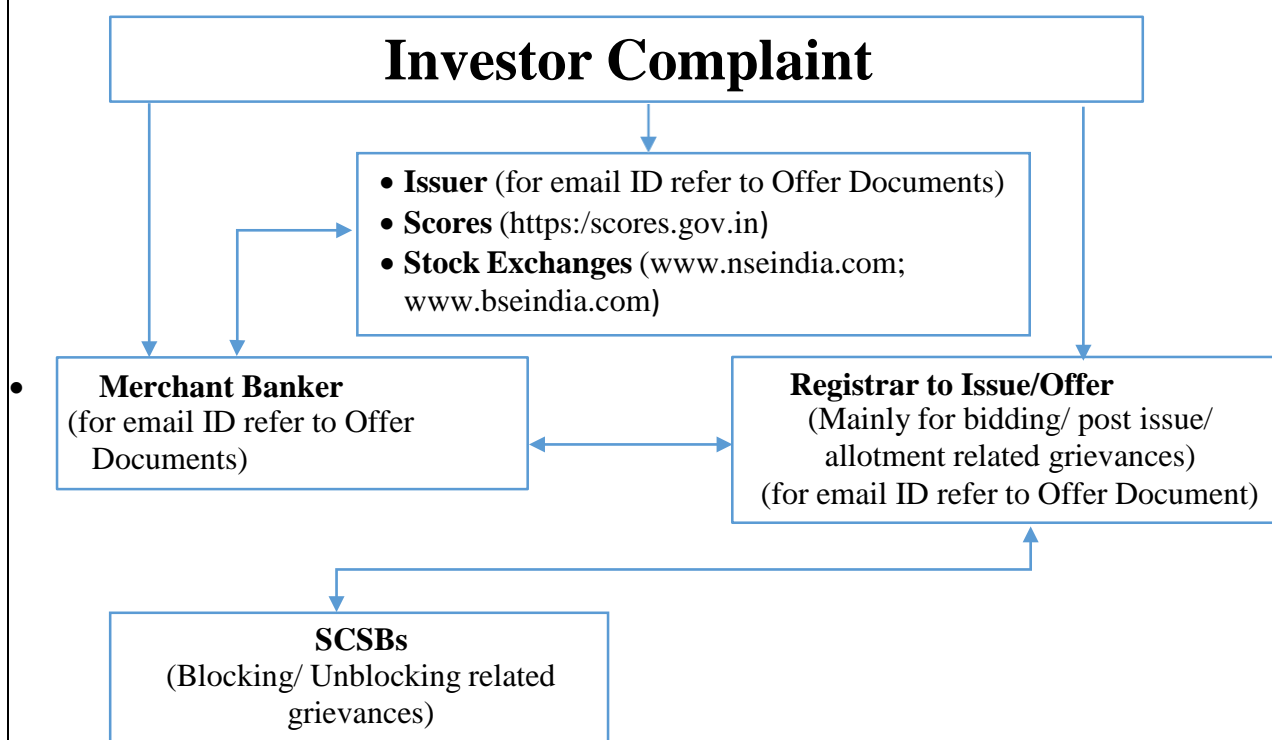 Investor Complaint
• Issuer (for email ID refer to Offer Documents)
• Scores (https:/scores.gov.in)
• Stock Exchanges (www.nseindia.com;
www.bseindia.com)
• Merchant Banker
(for email ID refer to Offer
Documents)
Registrar to Issue/Offer
(Mainly for bidding/ post issue/
allotment related grievances)
(for email ID refer to Offer Document)
SCSBs
(Blocking/ Unblocking related
grievances)